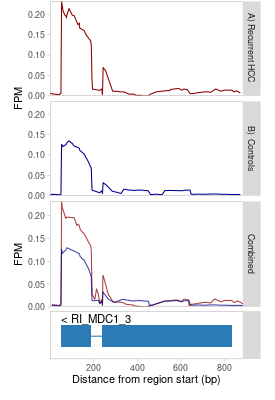 0.20
0.15
0.10
0.05
0.00
A) Recurrent HCC
FPM
0.20
0.15
0.10
0.05
0.00
B) Controls
0.20
0.15
0.10
0.05
0.00
Combined
FPM
< RI_MDC1_3
200
400
600
800
Distance from region start (bp)